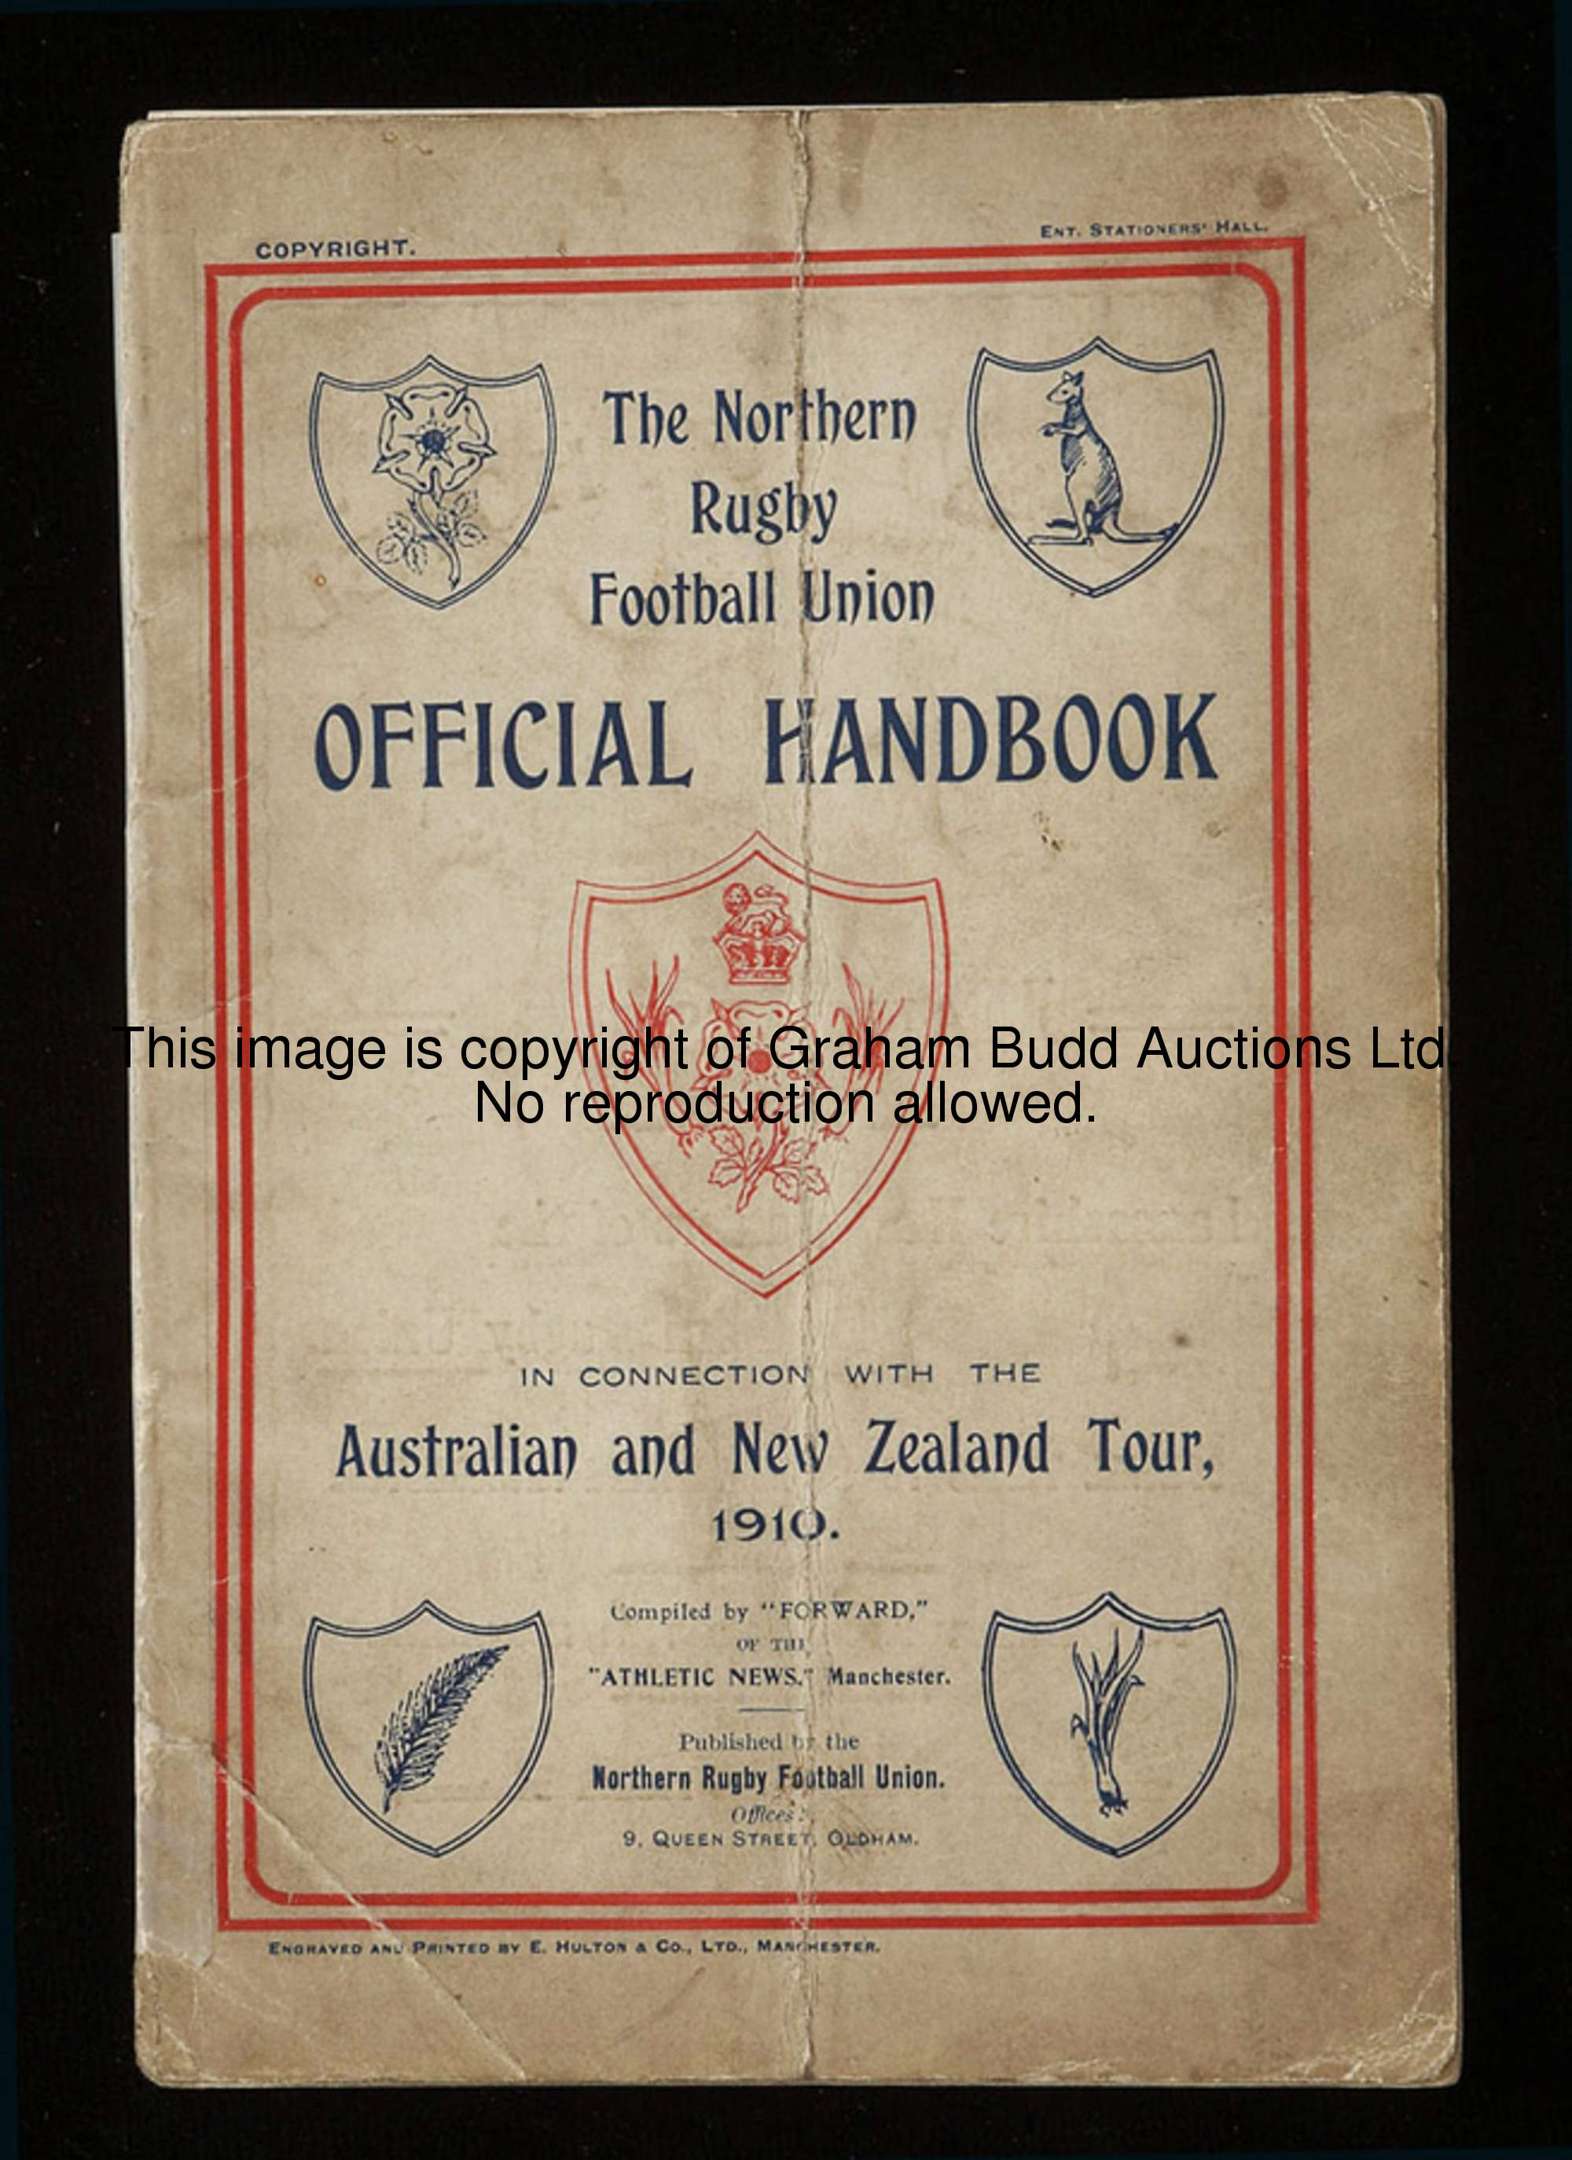 COPYRIGHT.
ENT. STATIONERS' HALL.
The Northern
Rugby
Football Union
OFFICIAL HANDBOOK
This image is copyright of Graham Budd Auctions Ltd.
No reproduction allowed.
IN CONNECTION WITH THE
Australian and New Zealand Tour,
1910.
Compiled by "FORWARD,"
OF THE
"ATHLETIC NEWS." Manchester.
Published by the
Northern Rugby Football Union.
Offices:
9, QUEEN STREET, OLDHAM.
ENGRAVED AND PRINTED BY E. HULTON & CO., LTD., MANCHESTER.